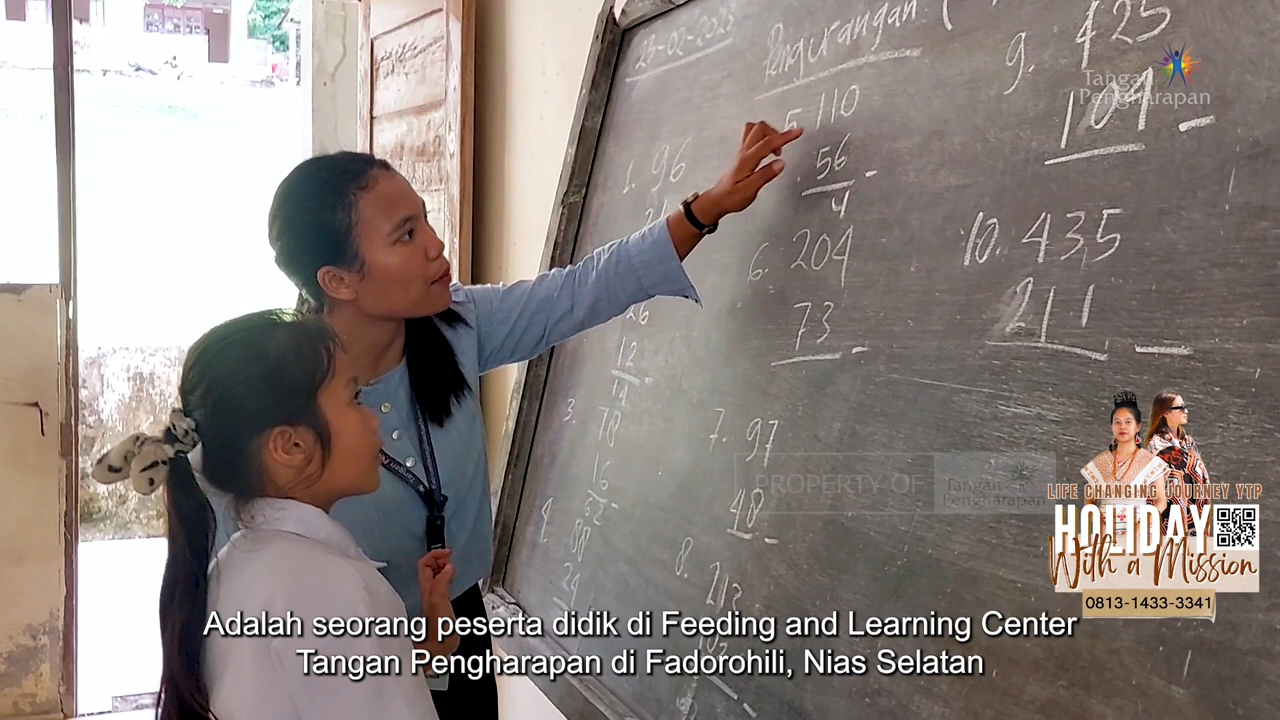 23-02-2023
Pengurangan
1. 96
26
12
14
3. 78
16
62
4. 88
24
5. 110
56
4
6. 204
73
7. 97
48
8. 213
102
9. 425
109
10. 435
211
Tangan
Pengharapan
PROPERTY OF
Tangan
Pengharapan
LIFE CHANGING JOURNEY YTP
HOLIDAY
With a Mission
0813-1433-3341
Adalah seorang peserta didik di Feeding and Learning Center
Tangan Pengharapan di Fadorohili, Nias Selatan